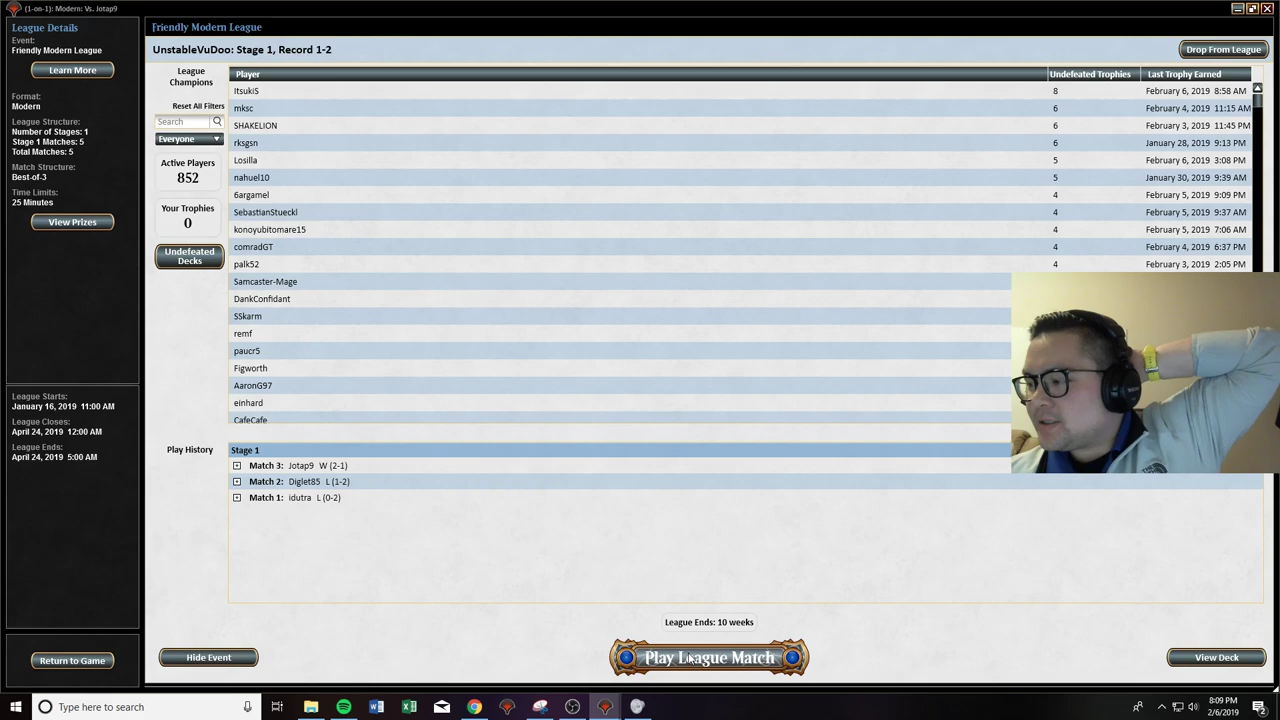 (1-on-1): Modern: Vs. Jotap9
League Details
Event:
Friendly Modern League
Learn More
Format:
Modern
League Structure:
Number of Stages: 1
Stage 1 Matches: 5
Total Matches: 5
Match Structure:
Best-of-3
Time Limits:
25 Minutes
View Prizes
League Starts:
January 16, 2019 11:00 AM
League Closes:
April 24, 2019 12:00 AM
League Ends:
April 24, 2019 5:00 AM
Return to Game
Friendly Modern League
UnstableVuDoo: Stage 1, Record 1-2
Drop From League
League
Champions
Reset All Filters
Search
Everyone
Active Players
852
Your Trophies
0
Undefeated
Decks
Player Undefeated Trophies Last Trophy Earned
ItsukiS 8 February 6, 2019 8:58 AM
mksc 6 February 4, 2019 11:15 AM
SHAKELION 6 February 3, 2019 11:45 PM
rksgsn 6 January 28, 2019 9:13 PM
Losilla 5 February 6, 2019 3:08 PM
nahuel10 5 January 30, 2019 9:39 AM
6argamel 4 February 5, 2019 9:09 PM
SebastianStueckl 4 February 5, 2019 9:37 AM
konoyubitomare15 4 February 5, 2019 7:06 AM
comradGT 4 February 4, 2019 6:37 PM
palk52 4 February 3, 2019 2:05 PM
Samcaster-Mage
DankConfidant
SSkarm
remf
paucr5
Figworth
AaronG97
einhard
CafeCafe
Play History
Stage 1
Match 3: Jotap9 W (2-1)
Match 2: Diglet85 L (1-2)
Match 1: idutra L (0-2)
League Ends: 10 weeks
Hide Event
Play League Match
View Deck
Type here to search
8:09 PM
2/6/2019
2